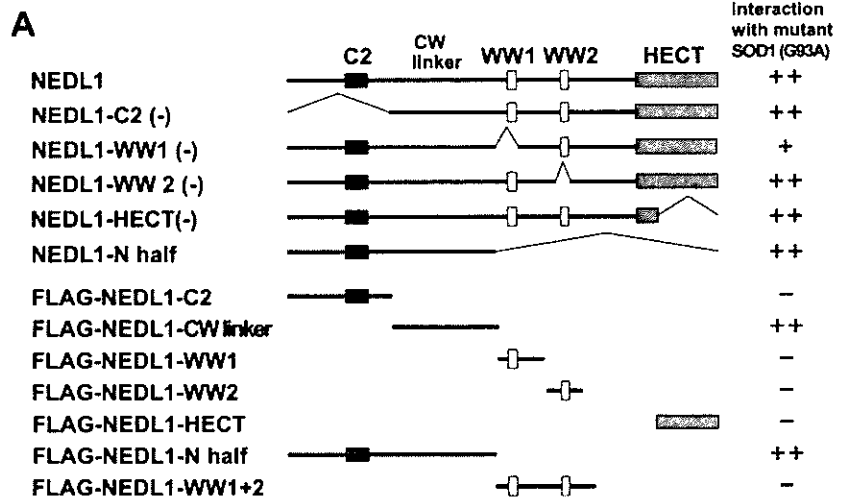 A
Interaction
with mutant
SOD1 (G93A)
C2 CW linker WW1 WW2 HECT
NEDL1 ++
NEDL1-C2 (-) ++
NEDL1-WW1 (-) +
NEDL1-WW 2 (-) ++
NEDL1-HECT(-) ++
NEDL1-N half ++
FLAG-NEDL1-C2 −
FLAG-NEDL1-CW linker ++
FLAG-NEDL1-WW1 −
FLAG-NEDL1-WW2 −
FLAG-NEDL1-HECT −
FLAG-NEDL1-N half ++
FLAG-NEDL1-WW1+2 −